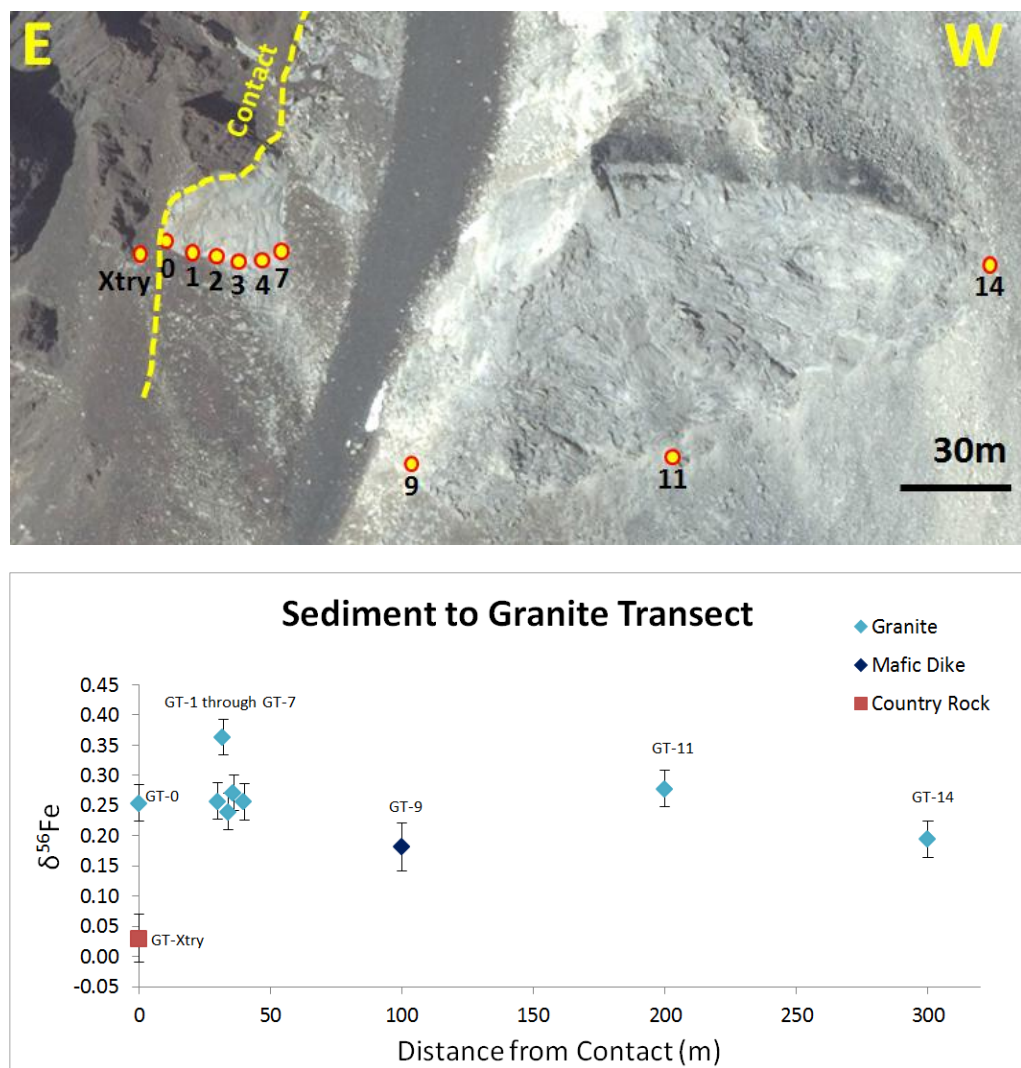 E
W
Contact
Xtry 0 1 2 3 4 7
14
9
11
30m
Sediment to Granite Transect
Granite
Mafic Dike
Country Rock
δ⁵⁶Fe
0.45
0.40
0.35
0.30
0.25
0.20
0.15
0.10
0.05
0.00
-0.05
GT-1 through GT-7
GT-0
GT-Xtry
GT-9
GT-11
GT-14
0 50 100 150 200 250 300
Distance from Contact (m)